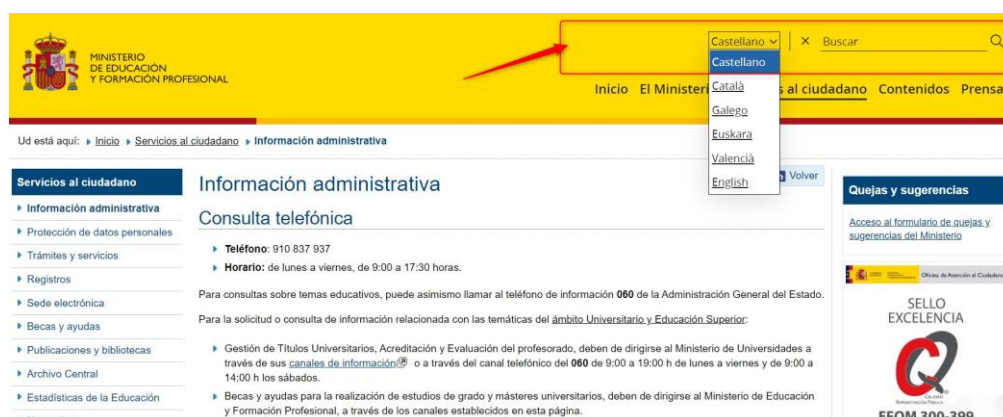 MINISTERIO
DE EDUCACIÓN
Y FORMACIÓN PROFESIONAL
Castellano
Buscar
Castellano
Català
Galego
Euskara
Valencià
English
Inicio El Ministeri s al ciudadano Contenidos Prensa
Ud está aquí: Inicio Servicios al ciudadano Información administrativa
Servicios al ciudadano
Información administrativa
Protección de datos personales
Trámites y servicios
Registros
Sede electrónica
Becas y ayudas
Publicaciones y bibliotecas
Archivo Central
Estadísticas de la Educación
Volver
Información administrativa
Consulta telefónica
Teléfono: 910 837 937
Horario: de lunes a viernes, de 9:00 a 17:30 horas.
Para consultas sobre temas educativos, puede asimismo llamar al teléfono de información 060 de la Administración General del Estado.
Para la solicitud o consulta de información relacionada con las temáticas del ámbito Universitario y Educación Superior:
Gestión de Títulos Universitarios, Acreditación y Evaluación del profesorado, deben de dirigirse al Ministerio de Universidades a
través de sus canales de información o a través del canal telefónico del 060 de 9:00 a 19:00 h de lunes a viernes y de 9:00 a
14:00 h los sábados.
Becas y ayudas para la realización de estudios de grado y másteres universitarios, deben de dirigirse al Ministerio de Educación
y Formación Profesional, a través de los canales establecidos en esta página.
Quejas y sugerencias
Acceso al formulario de quejas y
sugerencias del Ministerio
Oficina de Atención al Ciudadano
SELLO
EXCELENCIA
CALIDAD
EFQM 300-399